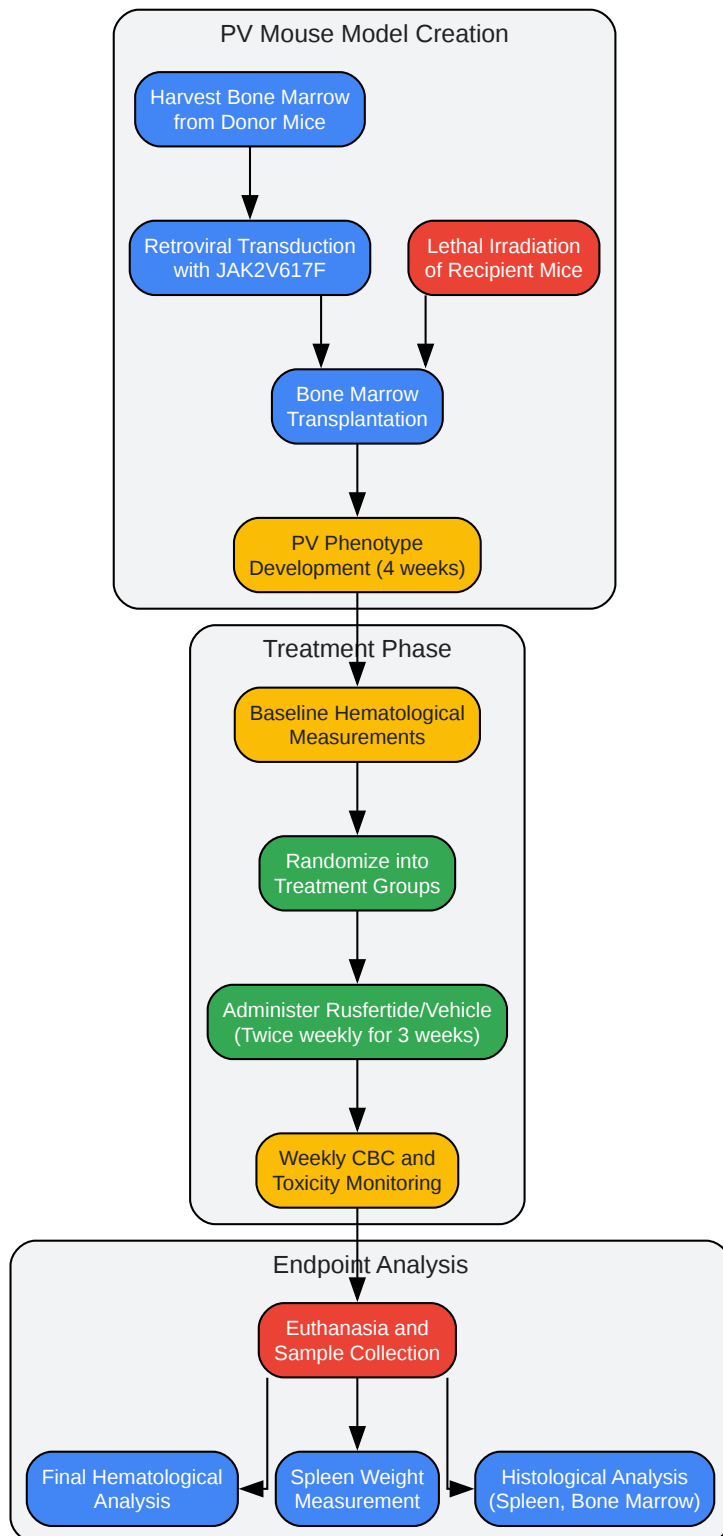 PV Mouse Model Creation
Harvest Bone Marrow
from Donor Mice
Retroviral Transduction
with JAK2V617F
Lethal Irradiation
of Recipient Mice
Bone Marrow
Transplantation
PV Phenotype
Development (4 weeks)
Treatment Phase
Baseline Hematological
Measurements
Randomize into
Treatment Groups
Administer Rusfertide/Vehicle
(Twice weekly for 3 weeks)
Weekly CBC and
Toxicity Monitoring
Endpoint Analysis
Euthanasia and
Sample Collection
Final Hematological
Analysis
Spleen Weight
Measurement
Histological Analysis
(Spleen, Bone Marrow)